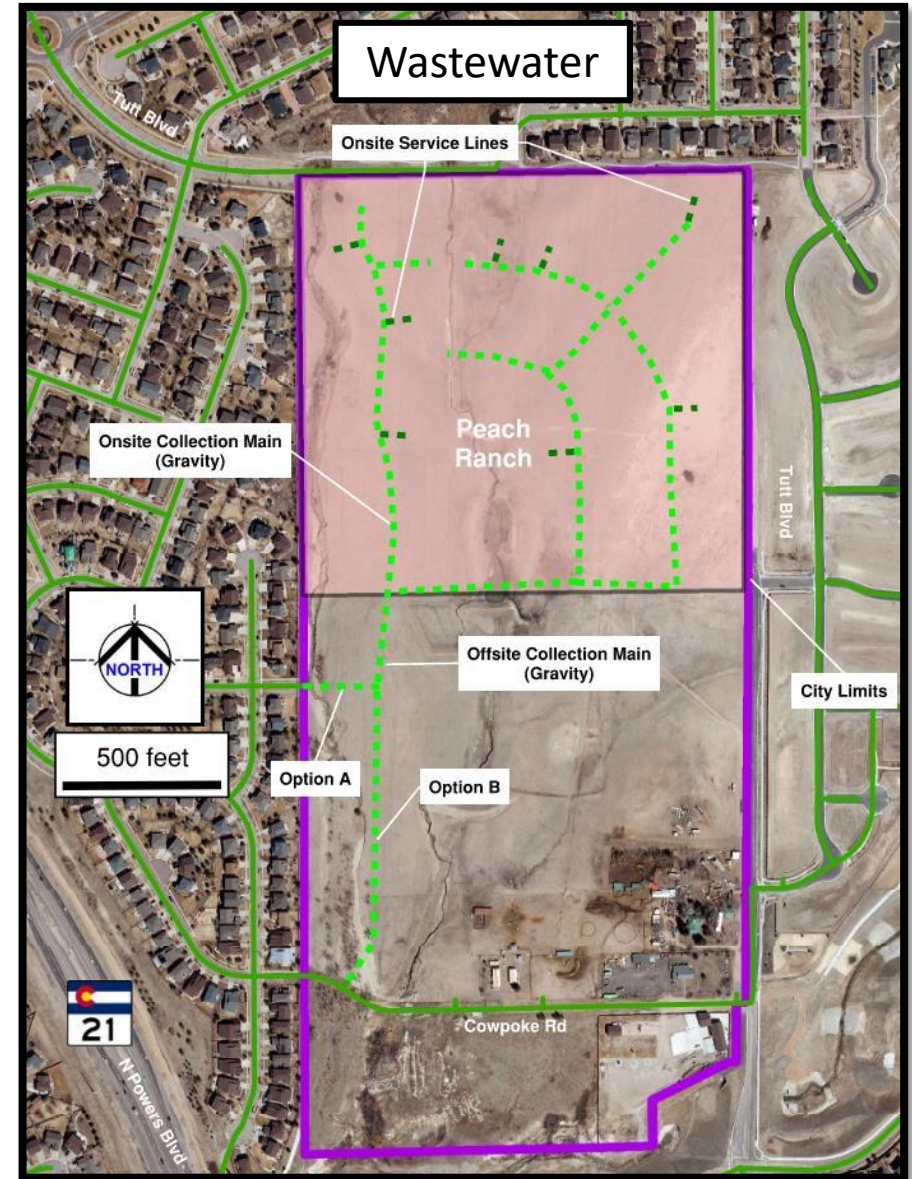 Wastewater
Tutt Blvd
Onsite Service Lines
Onsite Collection Main
(Gravity)
Peach
Ranch
Tutt Blvd
NORTH
Offsite Collection Main
(Gravity)
City Limits
500 feet
Option A
Option B
21
Cowpoke Rd
N Powers Blvd